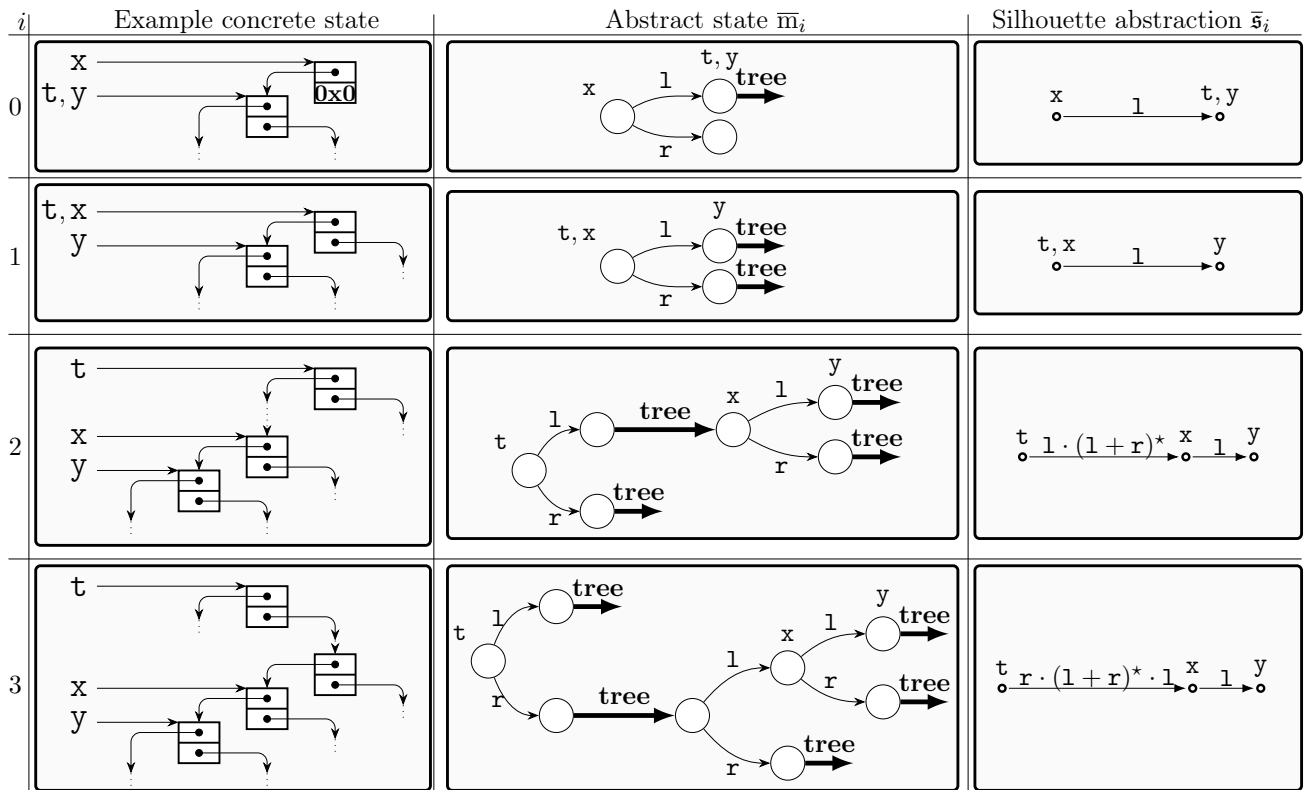 i Example concrete state Abstract state m̅ᵢ Silhouette abstraction s̅ᵢ
0
x
t, y
0x0
x
l
t, y
tree
r
x
l
t, y
1
t, x
y
t, x
l
y
tree
r
tree
t, x
l
y
2
t
x
y
t
l
tree
x
l
y
tree
r
tree
r
tree
t
l · (l + r)⋆
x
l
y
3
t
x
y
t
l
tree
r
tree
l
x
l
y
tree
r
tree
r
tree
t
r · (l + r)⋆ · l
x
l
y